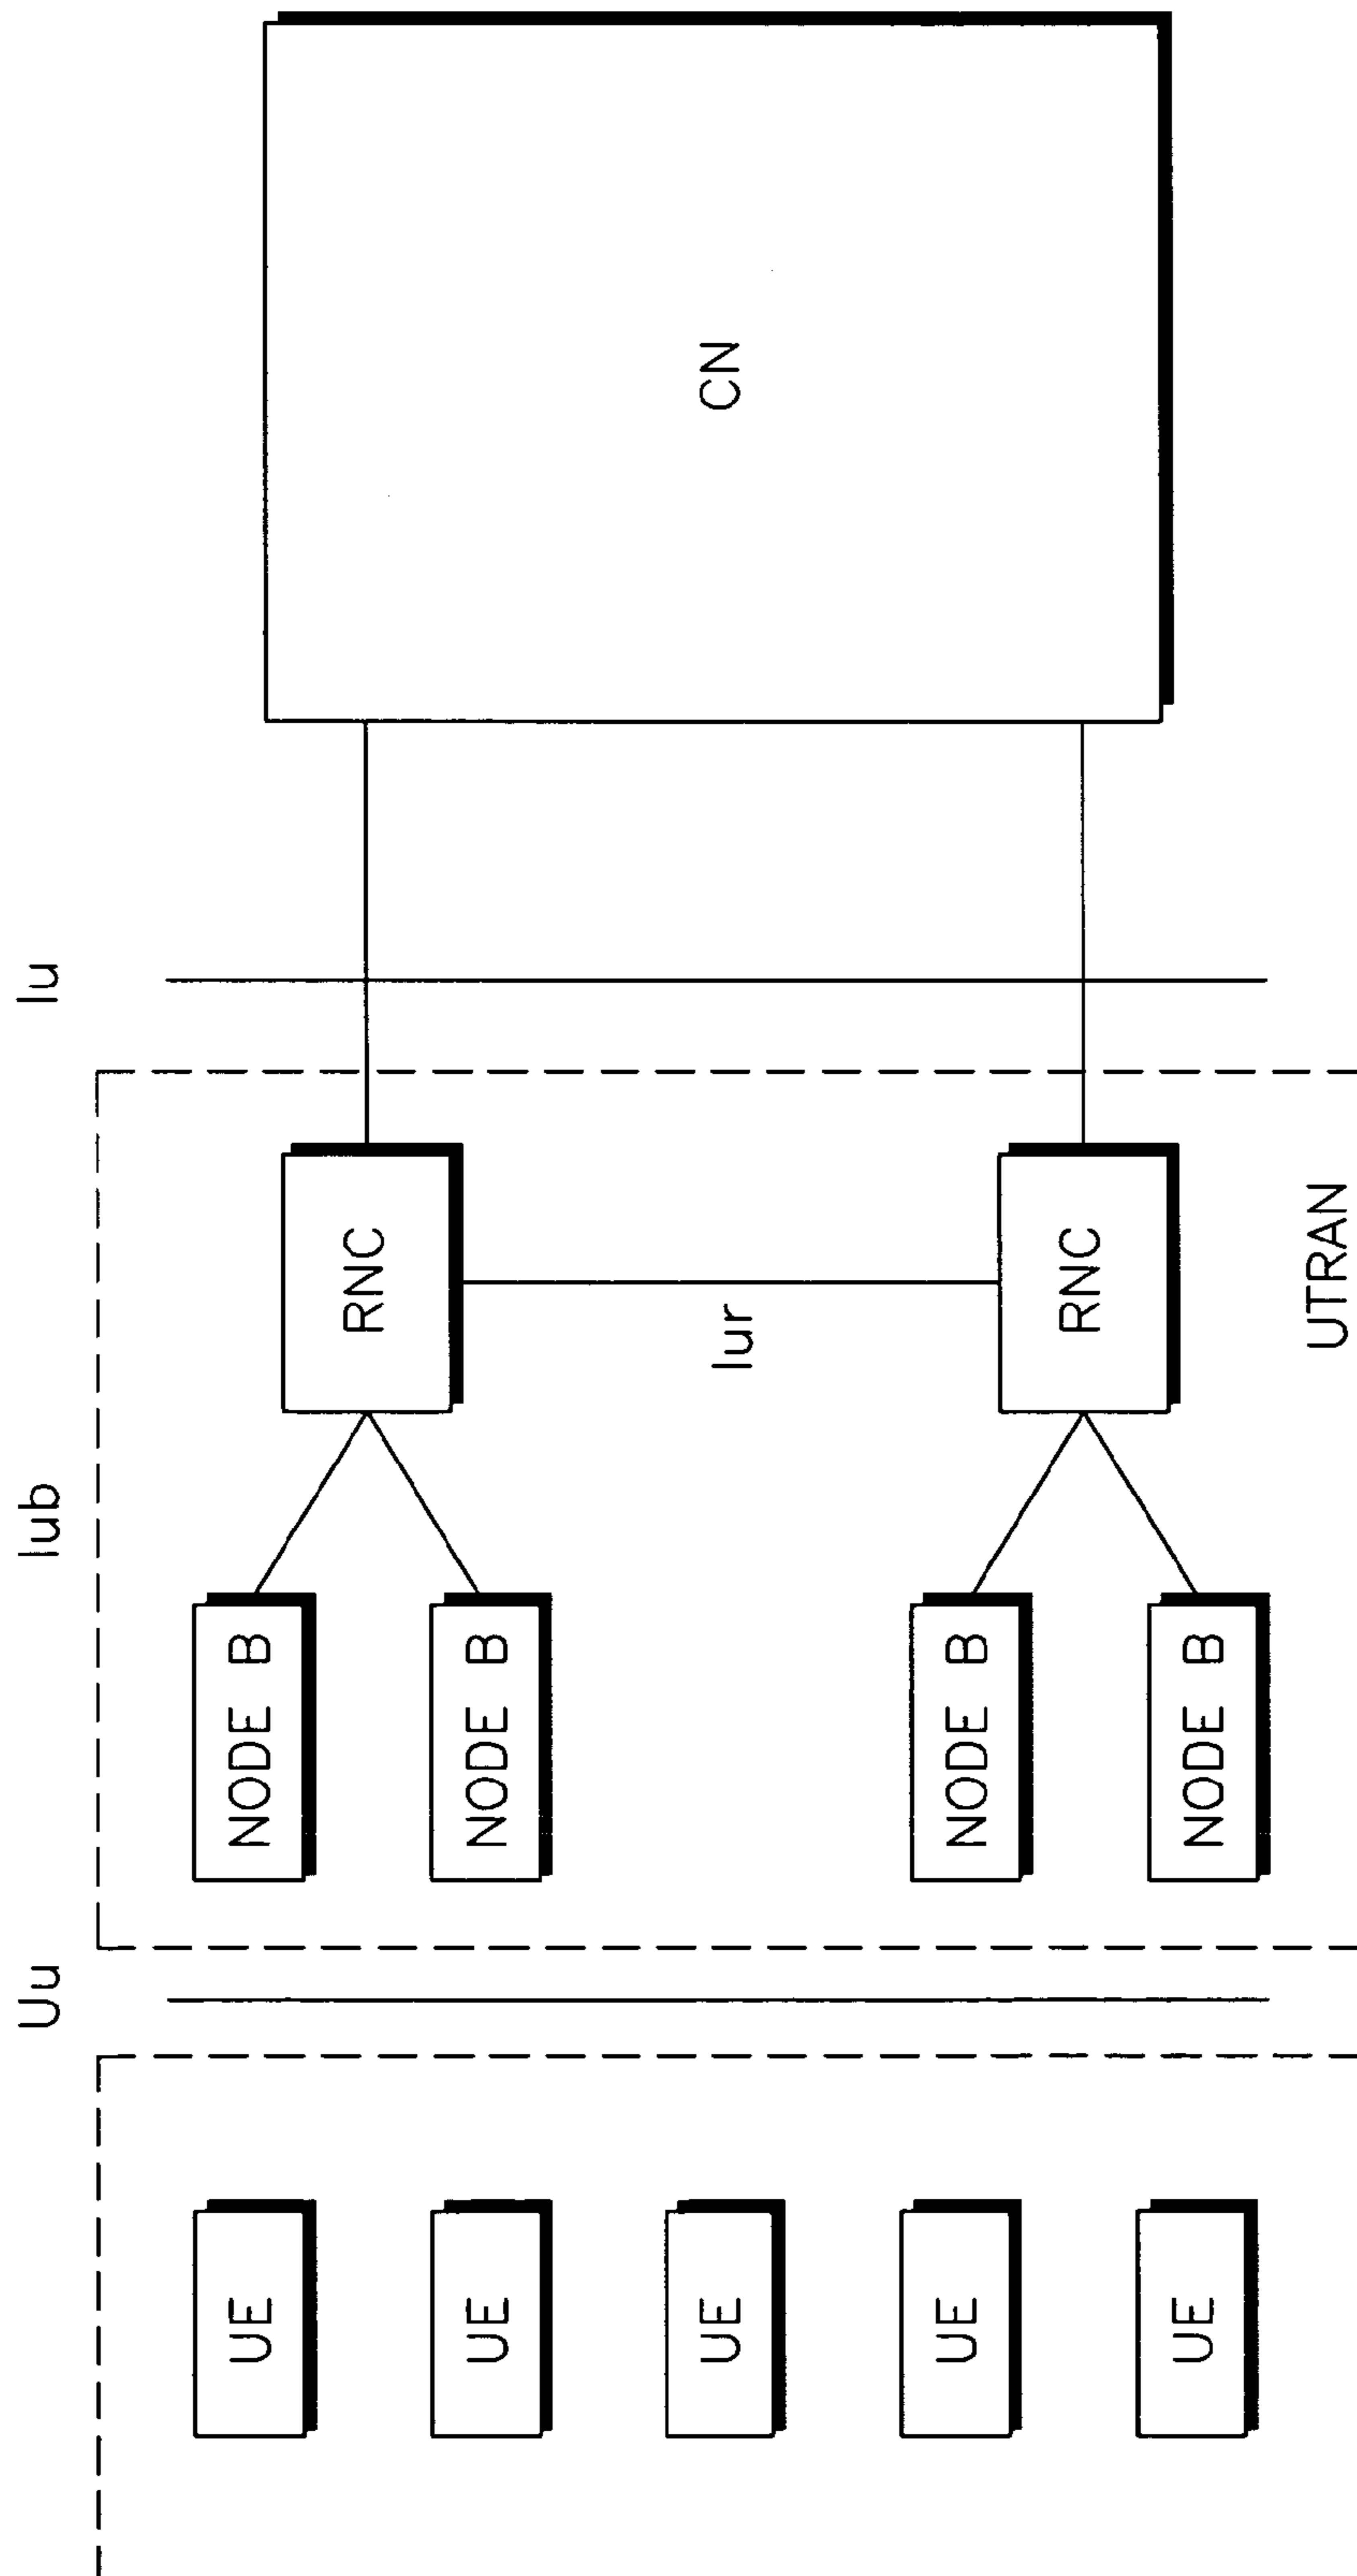 Uu
Iub
Iu
UE
NODE B
RNC
UE
NODE B
UE
Iur
CN
UE
NODE B
RNC
UE
NODE B
UTRAN